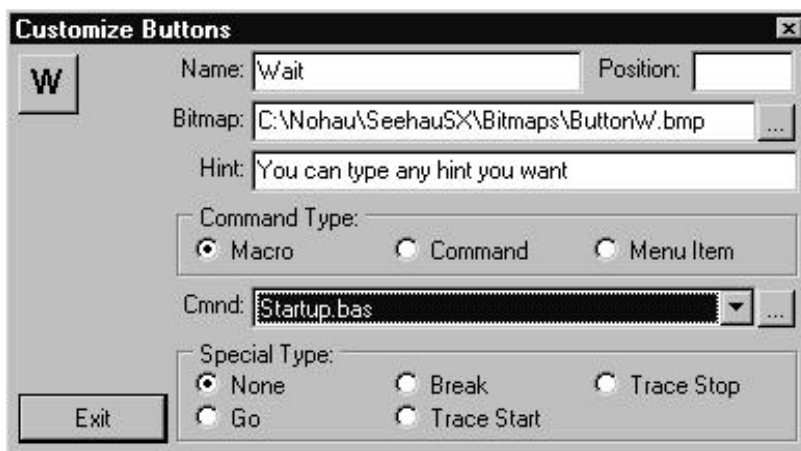 Customize Buttons
W
Name: Wait Position:
Bitmap: C:\Nohau\SeehauSX\Bitmaps\ButtonW.bmp ...
Hint: You can type any hint you want
Command Type:
Macro Command Menu Item
Cmnd: Startup.bas ...
Special Type:
None Break Trace Stop
Exit Go Trace Start